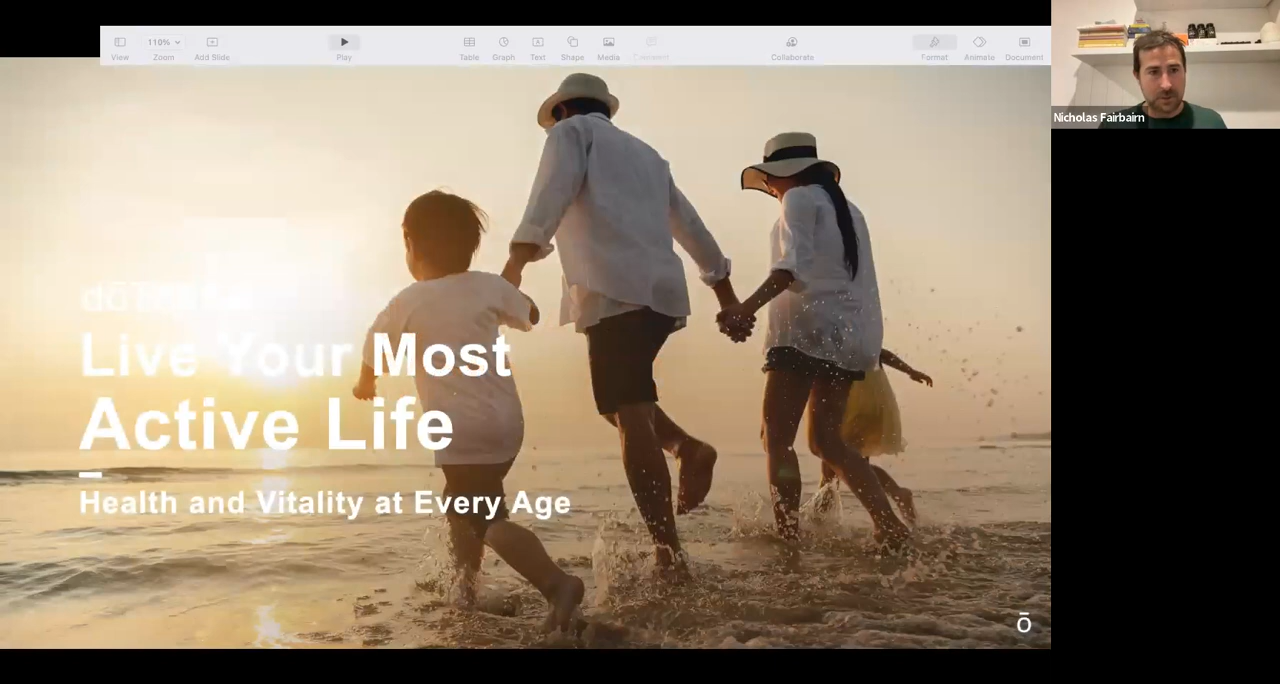 110%
View
Zoom
Add Slide
Play
Table
Graph
Text
Shape
Media
Comment
Collaborate
Format
Animate
Document
Nicholas Fairbairn
Live Your Most
Active Life
Health and Vitality at Every Age
ō